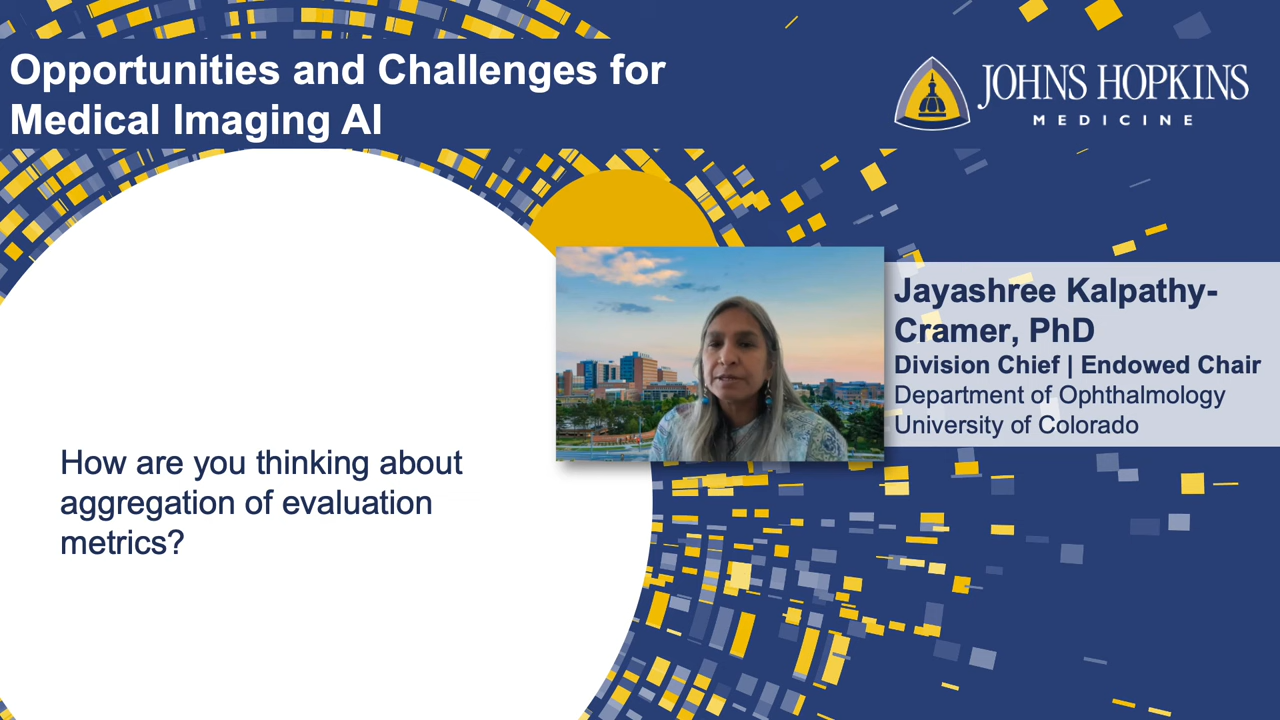 Opportunities and Challenges for
Medical Imaging AI
JOHNS HOPKINS
MEDICINE
Jayashree Kalpathy-
Cramer, PhD
Division Chief | Endowed Chair
Department of Ophthalmology
University of Colorado
How are you thinking about
aggregation of evaluation
metrics?